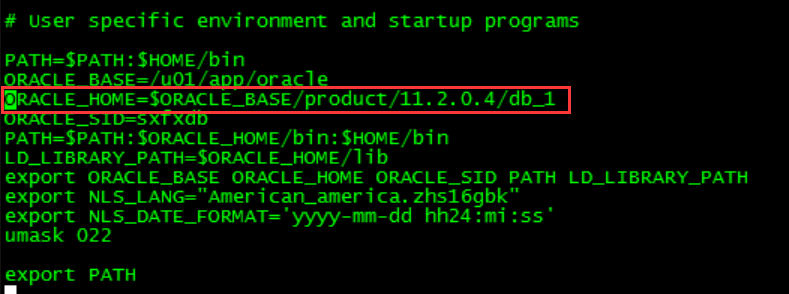 # User specific environment and startup programs
PATH=$PATH:$HOME/bin
ORACLE_BASE=/u01/app/oracle
ORACLE_HOME=$ORACLE_BASE/product/11.2.0.4/db_1
ORACLE_SID=sxfxdb
PATH=$PATH:$ORACLE_HOME/bin:$HOME/bin
LD_LIBRARY_PATH=$ORACLE_HOME/lib
export ORACLE_BASE ORACLE_HOME ORACLE_SID PATH LD_LIBRARY_PATH
export NLS_LANG="American_america.zhs16gbk"
export NLS_DATE_FORMAT='yyyy-mm-dd hh24:mi:ss'
umask 022
export PATH